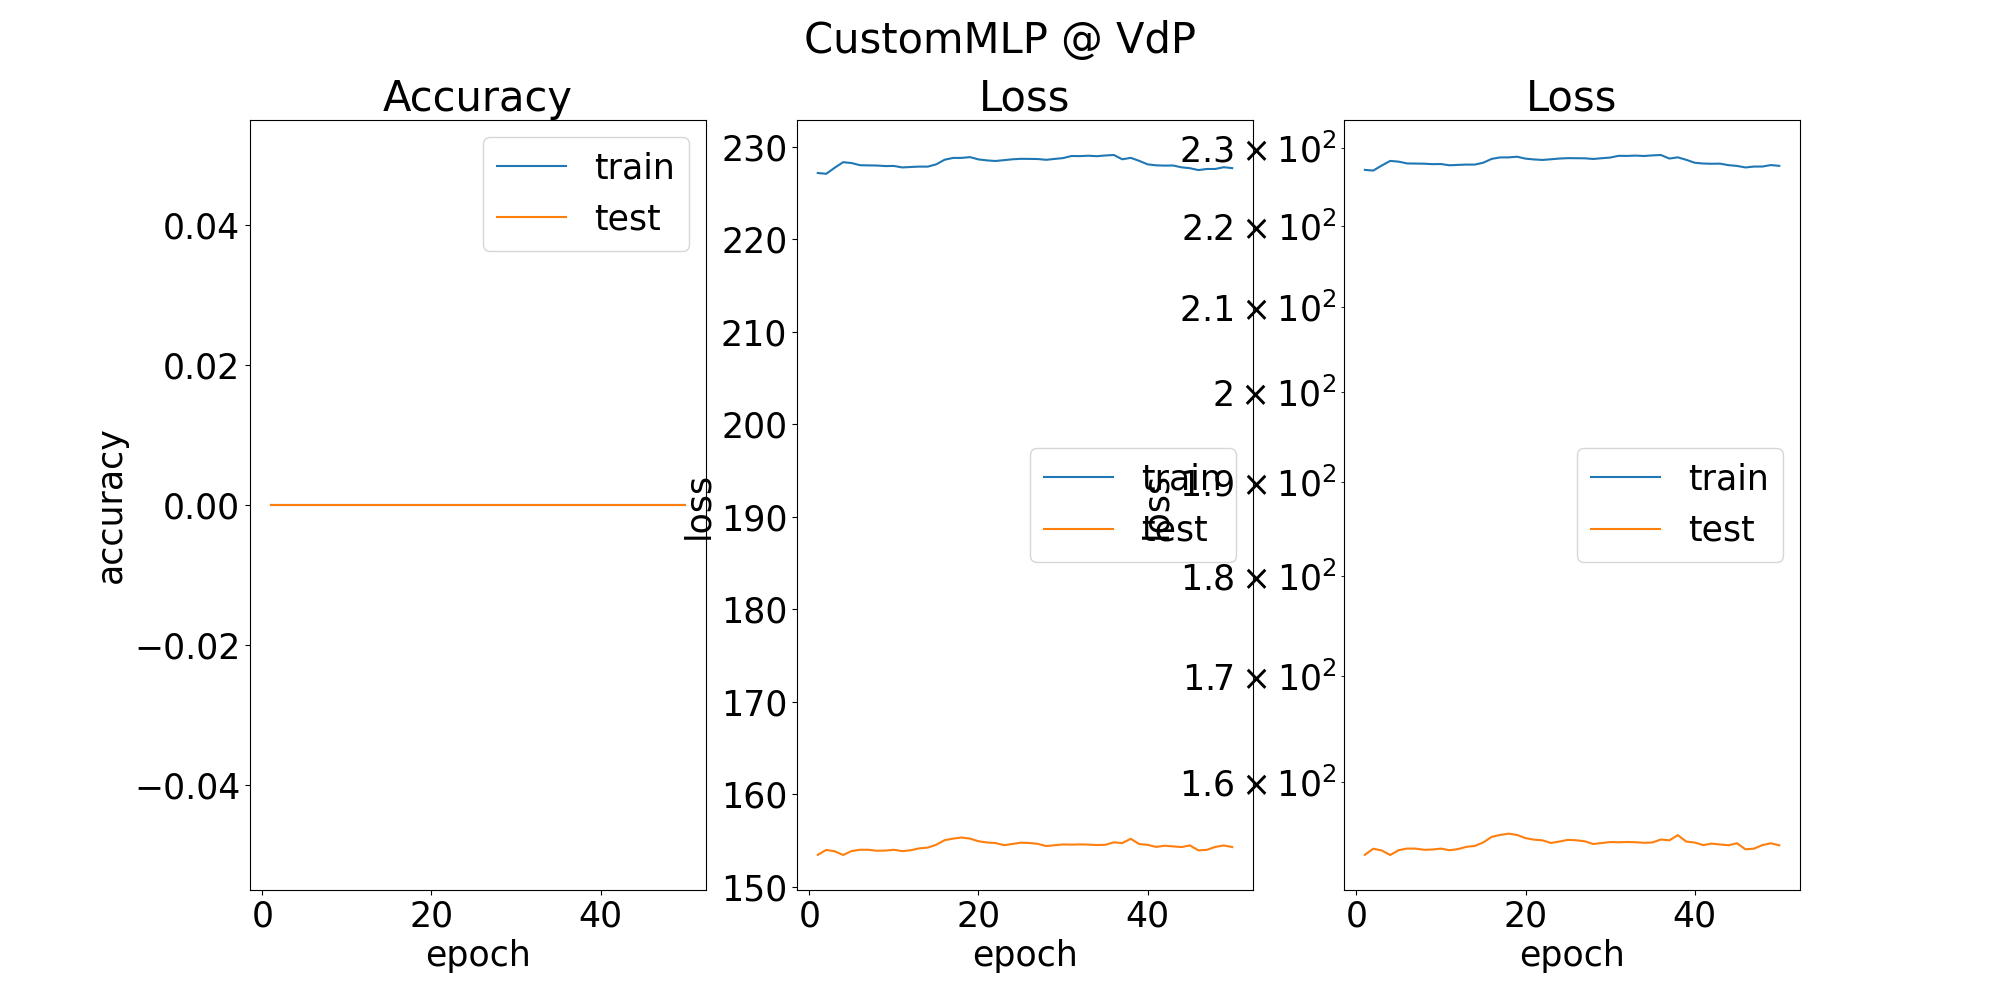 CustomMLP @ VdP
Accuracy
accuracy
0.04
0.02
0.00
−0.02
−0.04
0
20
40
epoch
train
test
Loss
loss
230
220
210
200
190
180
170
160
150
0
20
40
epoch
train
test
Loss
loss
2.3 × 10²
2.2 × 10²
2.1 × 10²
2 × 10²
1.9 × 10²
1.8 × 10²
1.7 × 10²
1.6 × 10²
0
20
40
epoch
train
test